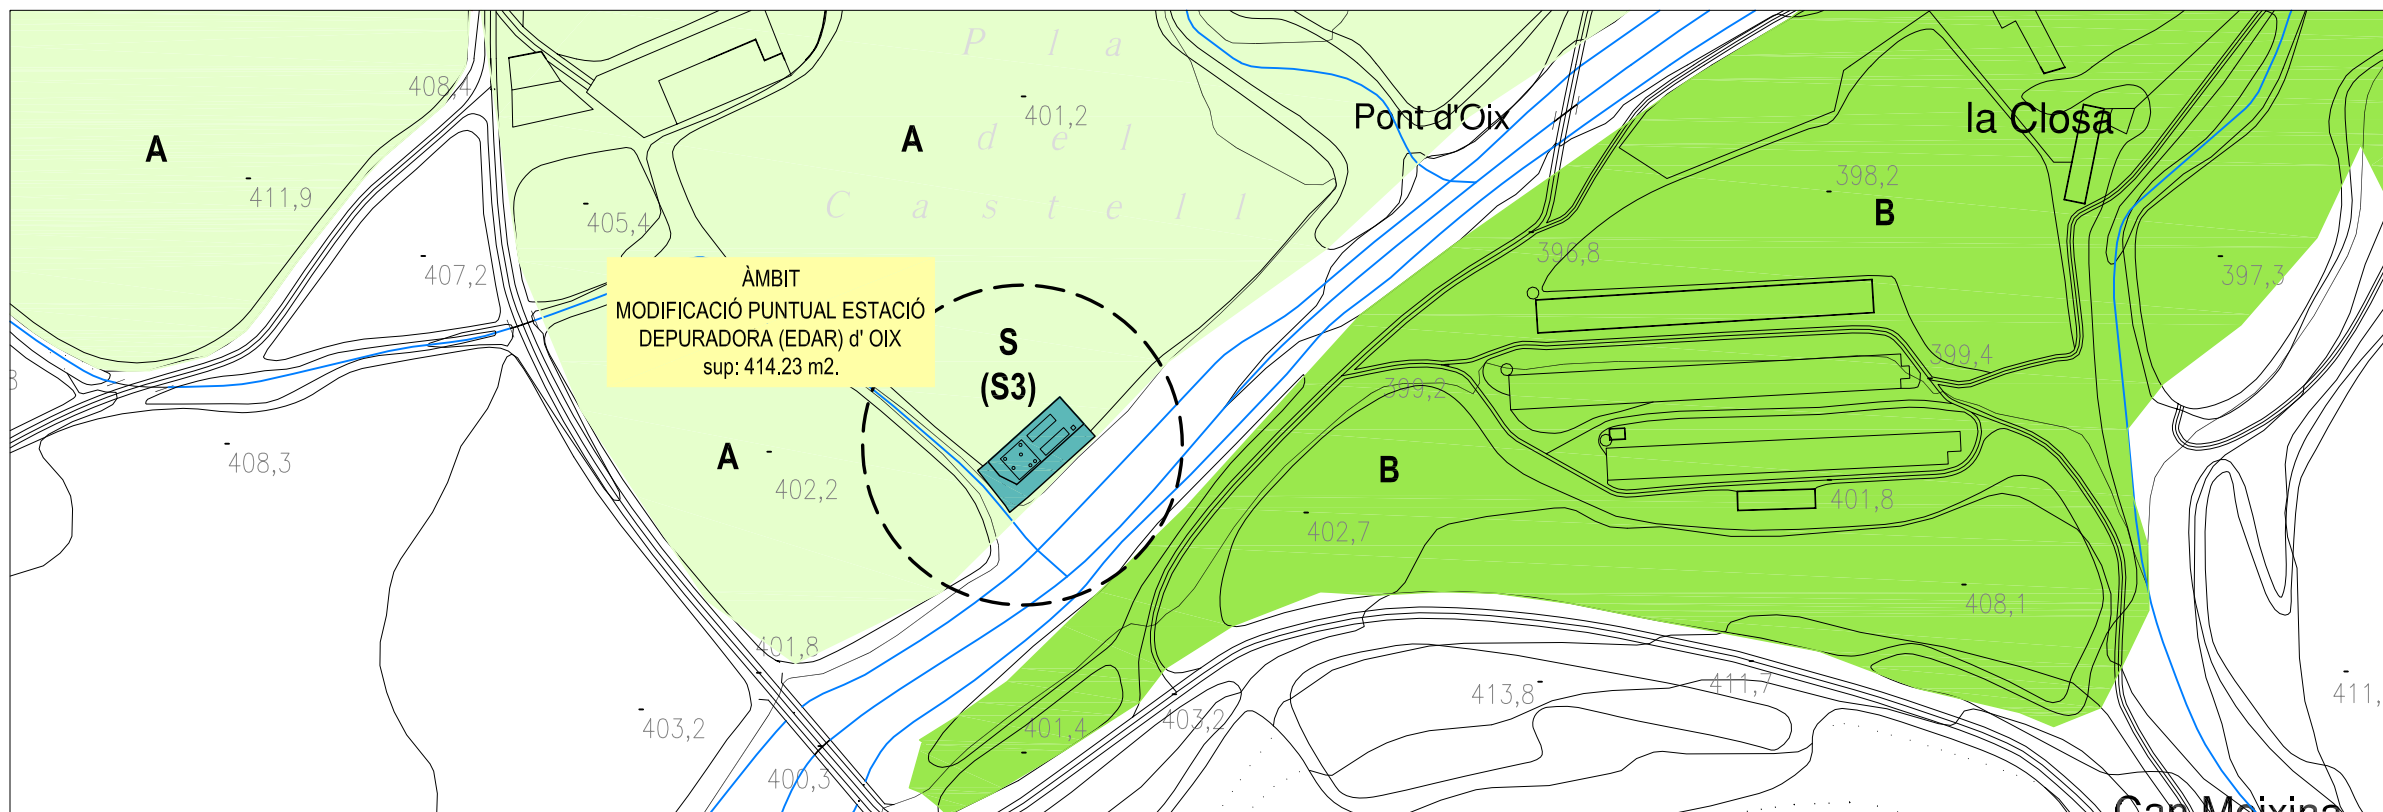 P l a
408,4
401,2
Pont d'Oix
la Closa
A
A
d e l
411,9
405,4
C a s t e l l
398,2
B
407,2
396,8
397,3
ÀMBIT
MODIFICACIÓ PUNTUAL ESTACIÓ
DEPURADORA (EDAR) d' OIX
sup: 414.23 m2.
S
(S3)
399,4
399,2
408,3
A
402,2
B
401,8
402,7
408,1
401,8
403,2
400,3
401,4
403,2
413,8
411,7
411,